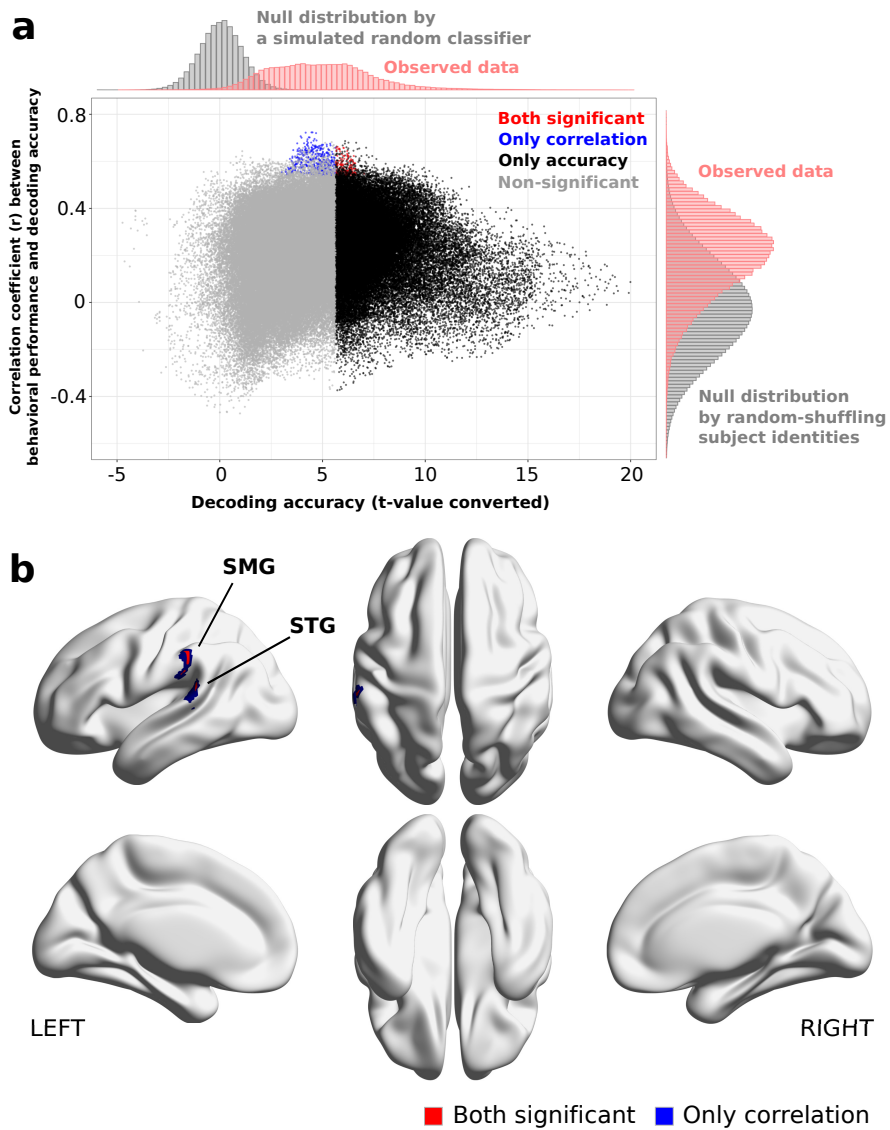 a
Null distribution by
a simulated random classifier
Observed data
Correlation coefficient (r) between
behavioral performance and decoding accuracy
0.8
0.4
0
-0.4
Both significant
Only correlation
Only accuracy
Non-significant
Observed data
Null distribution
by random-shuffling
subject identities
-5
0
5
10
15
20
Decoding accuracy (t-value converted)
b
SMG
STG
LEFT
RIGHT
Both significant
Only correlation